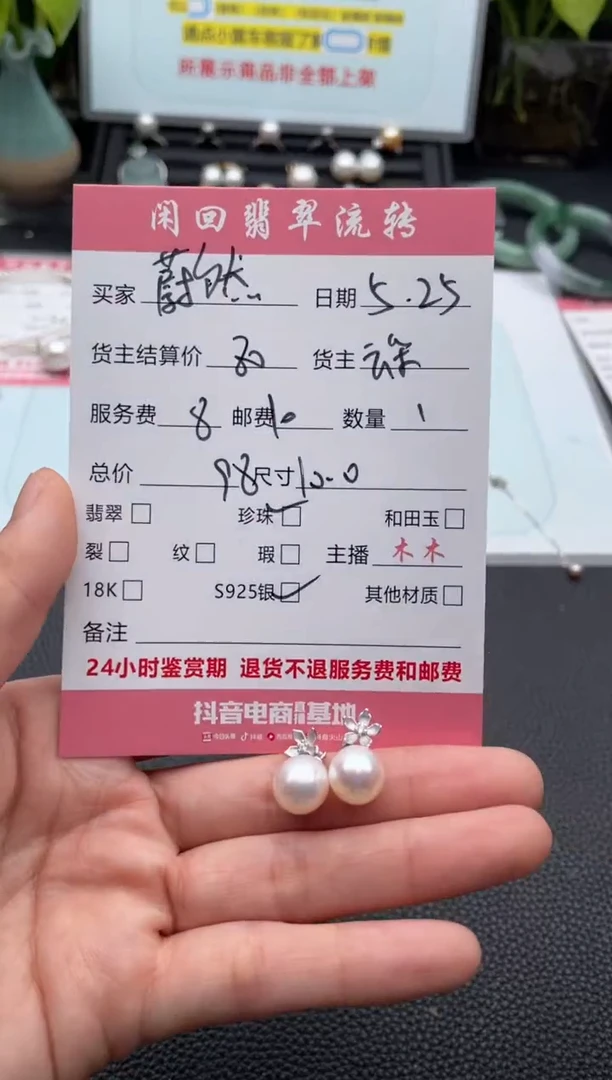 所展示商品非全部上架
闲回翡翠流转
买家 蔚然 日期 5.25
货主结算价 80 货主
服务费 8 邮费 10 数量 1
总价 98 尺寸 10.0
翡翠 珍珠 和田玉
裂 纹 瑕 主播 木木
18K S925银 其他材质
备注
24小时鉴赏期 退货不退服务费和邮费
抖音电商 基地